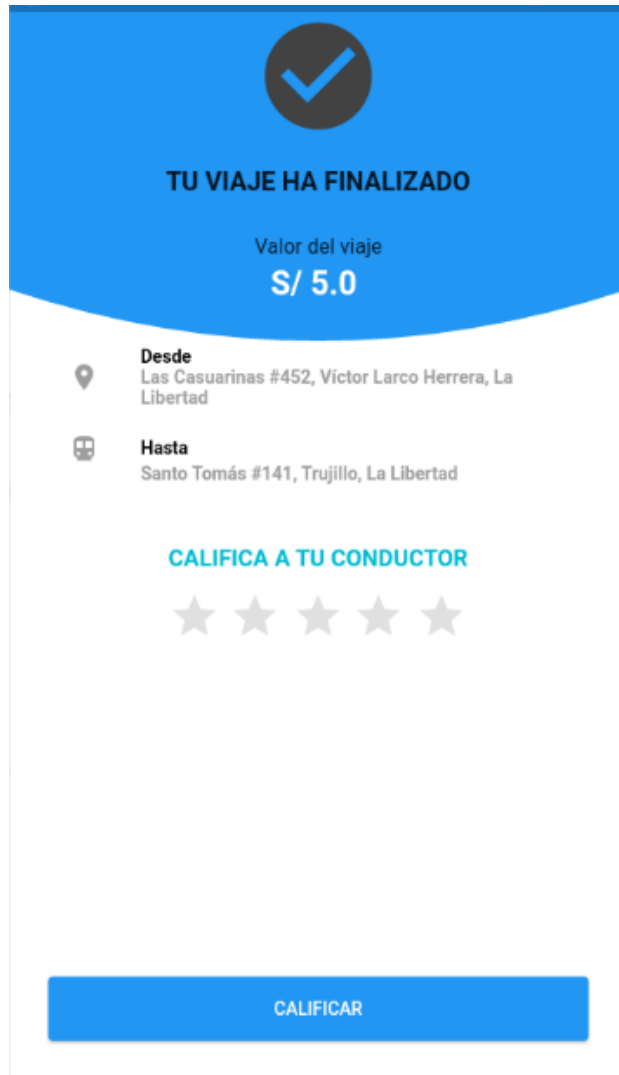 TU VIAJE HA FINALIZADO
Valor del viaje
S/ 5.0
Desde
Las Casuarinas #452, Víctor Larco Herrera, La
Libertad
Hasta
Santo Tomás #141, Trujillo, La Libertad
CALIFICA A TU CONDUCTOR
CALIFICAR